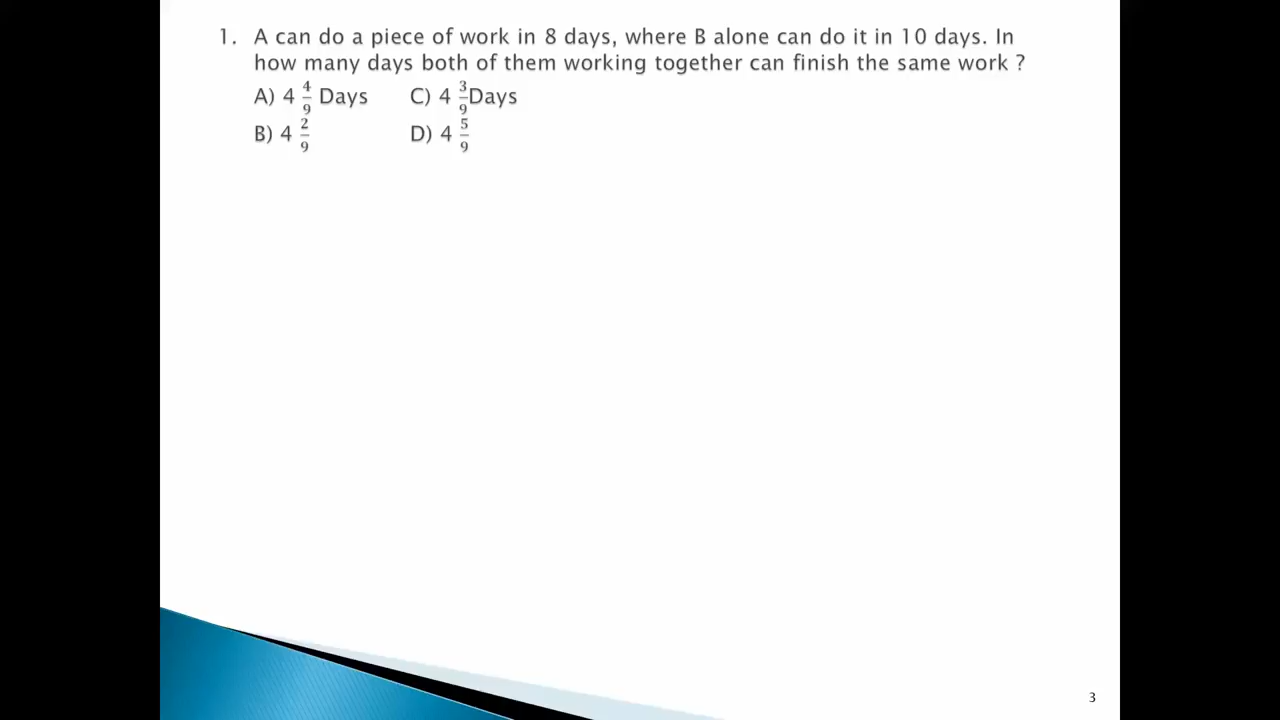 1. A can do a piece of work in 8 days, where B alone can do it in 10 days. In
how many days both of them working together can finish the same work ?
A) 4 4/9 Days C) 4 3/9Days
B) 4 2/9 D) 4 5/9
3